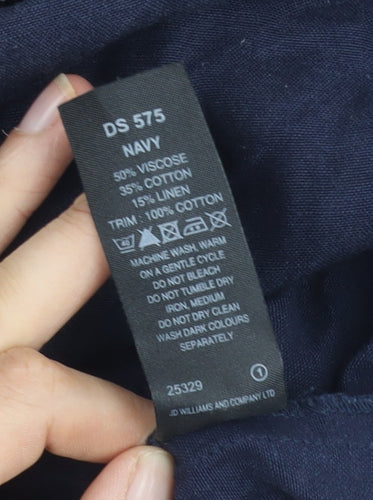 DS 575
NAVY
50% VISCOSE
35% COTTON
15% LINEN
TRIM : 100% COTTON
40
MACHINE WASH, WARM
ON A GENTLE CYCLE
DO NOT BLEACH
DO NOT TUMBLE DRY
IRON, MEDIUM
DO NOT DRY CLEAN
WASH DARK COLOURS
SEPARATELY
25329 1
JD WILLIAMS AND COMPANY LTD